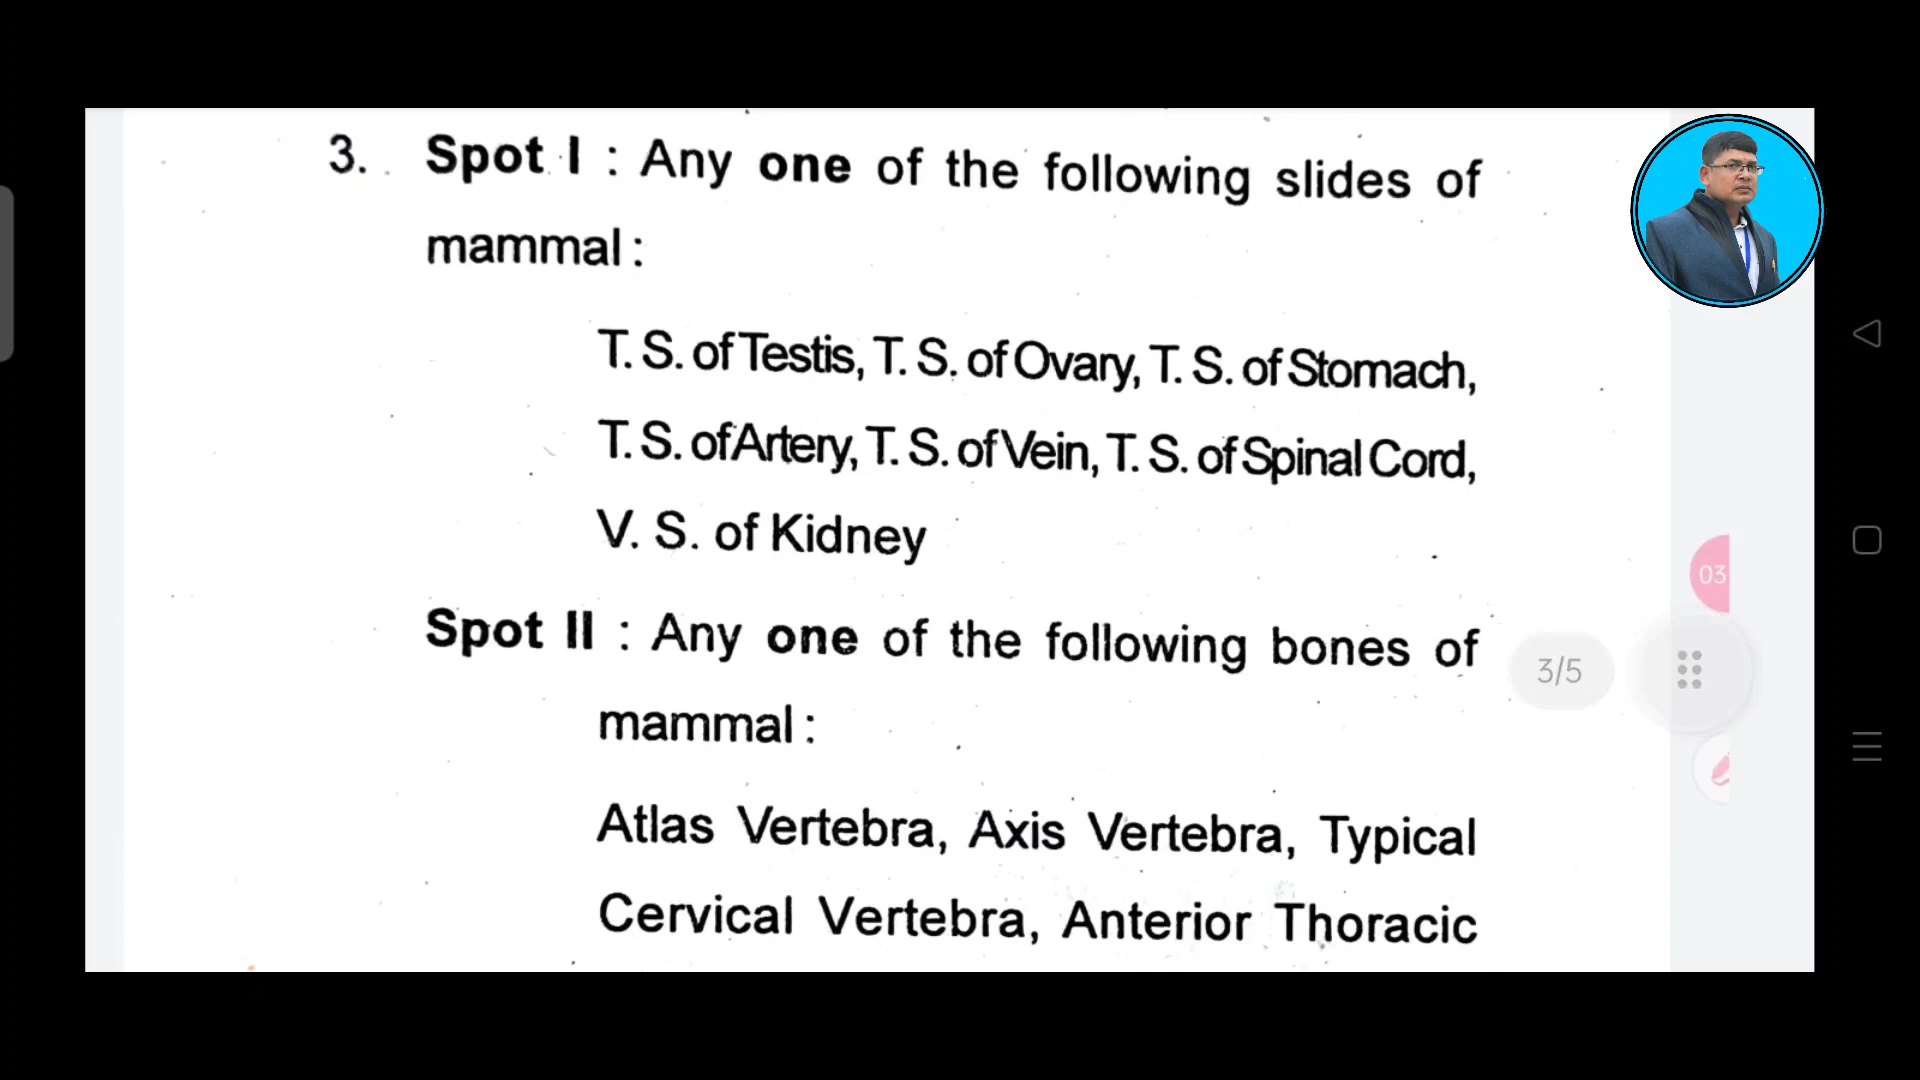 3. Spot I : Any one of the following slides of
mammal :
T. S. of Testis, T. S. of Ovary, T. S. of Stomach,
T. S. of Artery, T. S. of Vein, T. S. of Spinal Cord,
V. S. of Kidney
Spot II : Any one of the following bones of
mammal :
Atlas Vertebra, Axis Vertebra, Typical
Cervical Vertebra, Anterior Thoracic
03
3/5